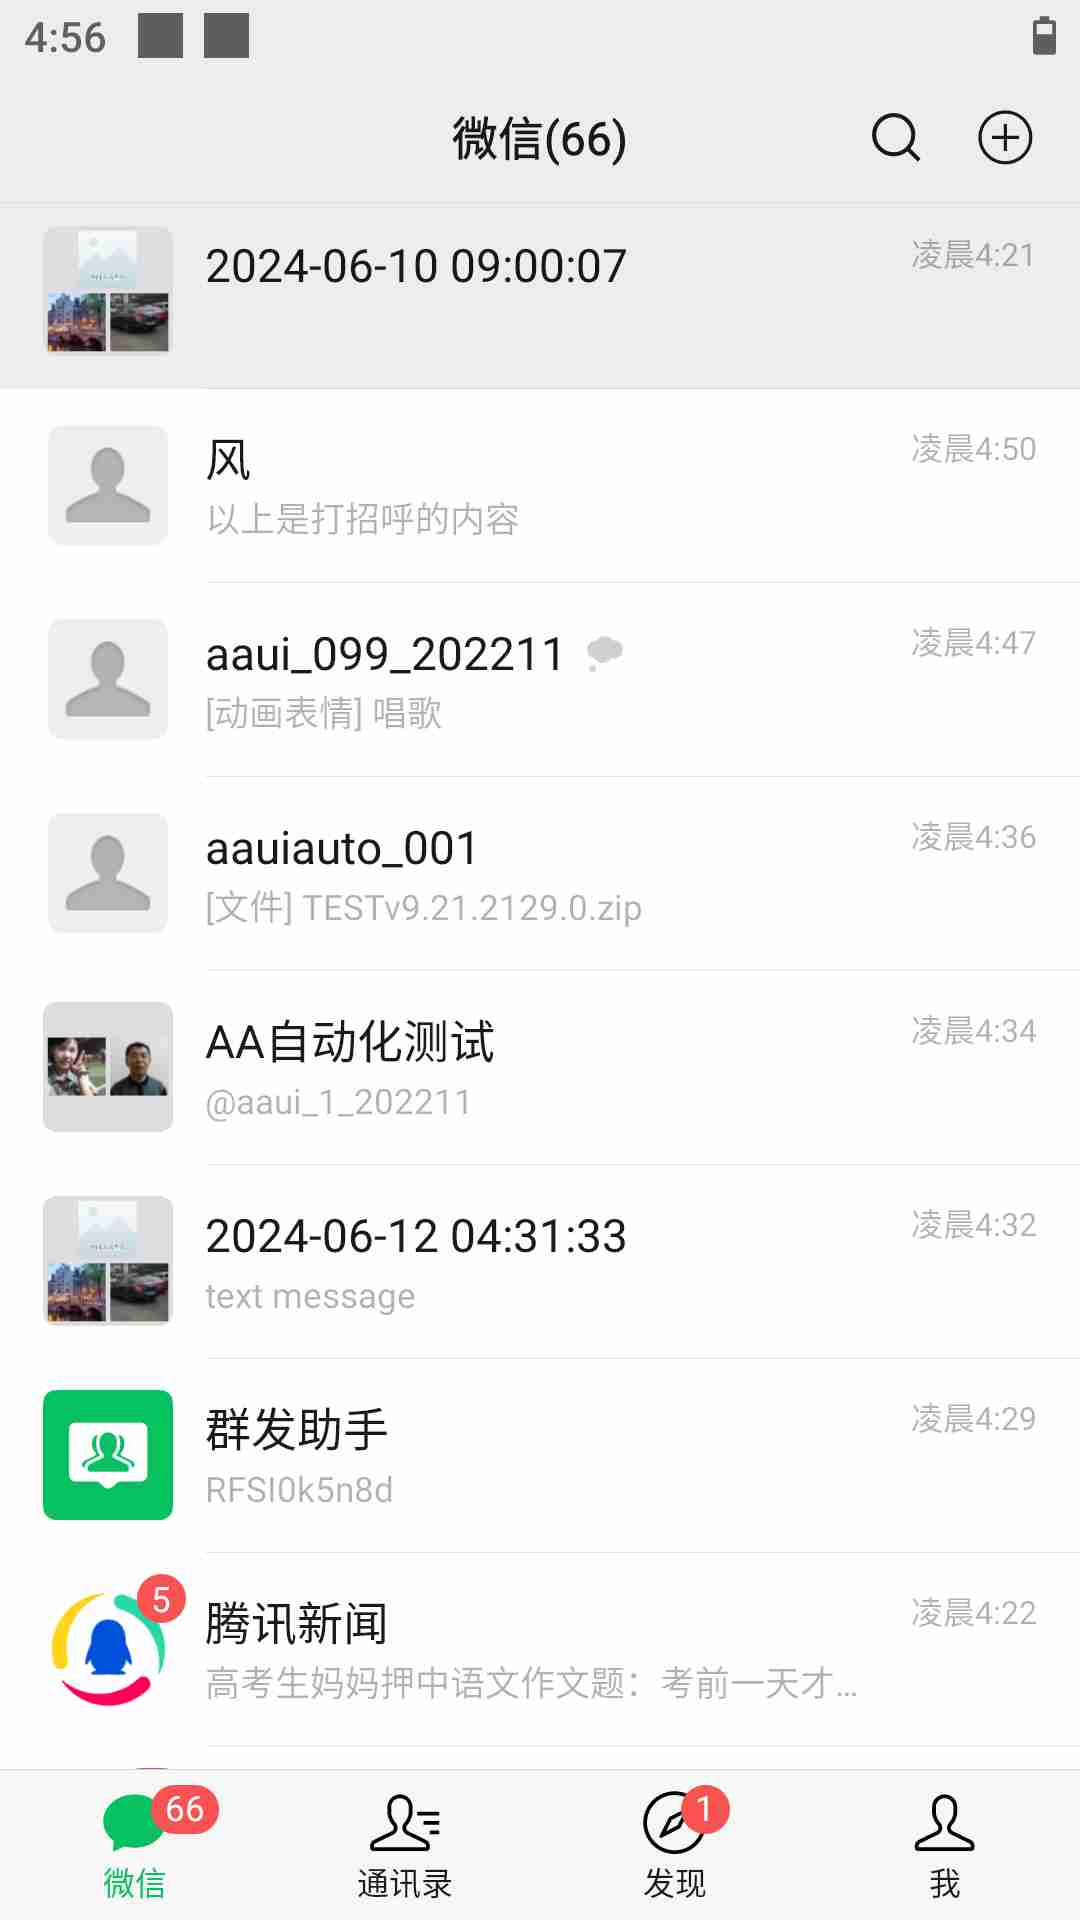 4:56
微信(66)
2024-06-10 09:00:07
凌晨4:21
风
凌晨4:50
以上是打招呼的内容
aaui_099_202211
凌晨4:47
[动画表情] 唱歌
aauiauto_001
凌晨4:36
[文件] TESTv9.21.2129.0.zip
AA自动化测试
凌晨4:34
@aaui_1_202211
2024-06-12 04:31:33
凌晨4:32
text message
群发助手
凌晨4:29
RFSI0k5n8d
5
腾讯新闻
凌晨4:22
高考生妈妈押中语文作文题：考前一天才...
66
1
微信
通讯录
发现
我